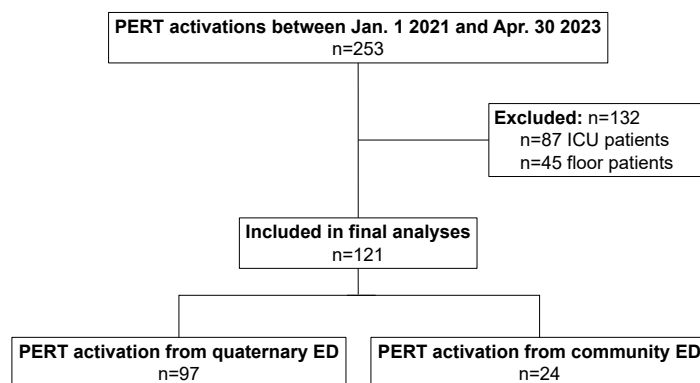 PERT activations between Jan. 1 2021 and Apr. 30 2023
n=253
Excluded: n=132
n=87 ICU patients
n=45 floor patients
Included in final analyses
n=121
PERT activation from quaternary ED
n=97
PERT activation from community ED
n=24